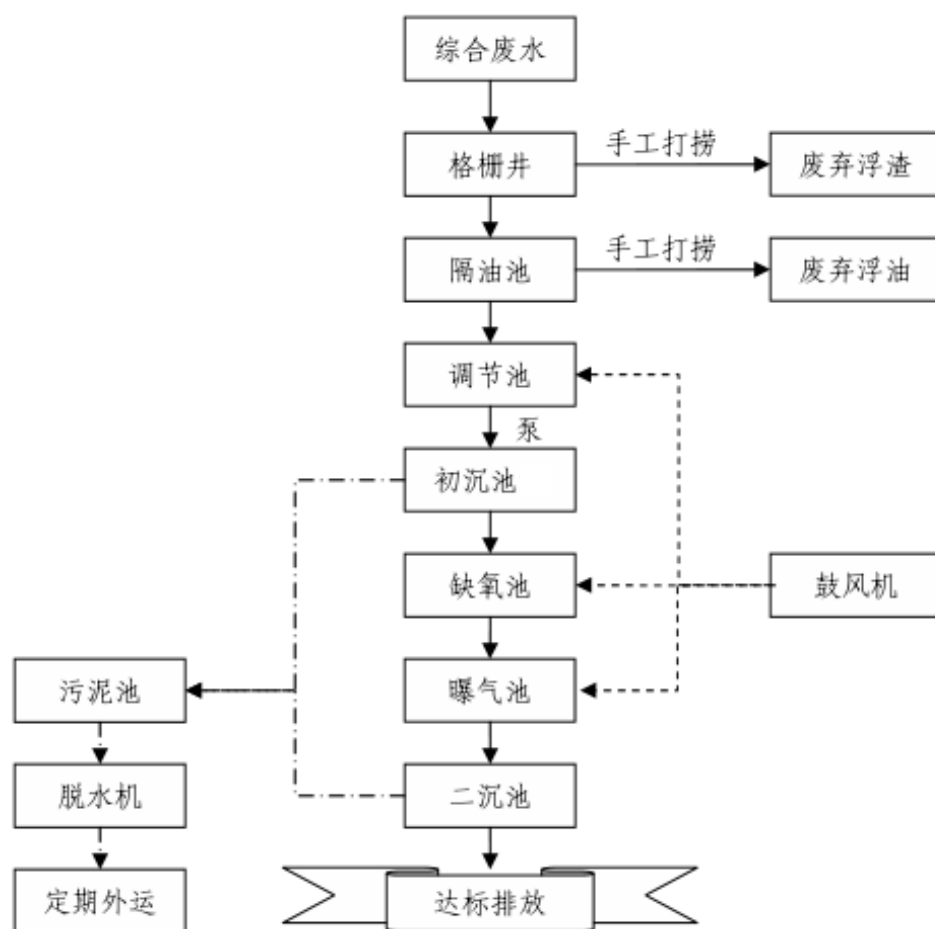 综合废水
格栅井
手工打捞
废弃浮渣
隔油池
手工打捞
废弃浮油
调节池
泵
初沉池
缺氧池
鼓风机
污泥池
曝气池
脱水机
二沉池
定期外运
达标排放